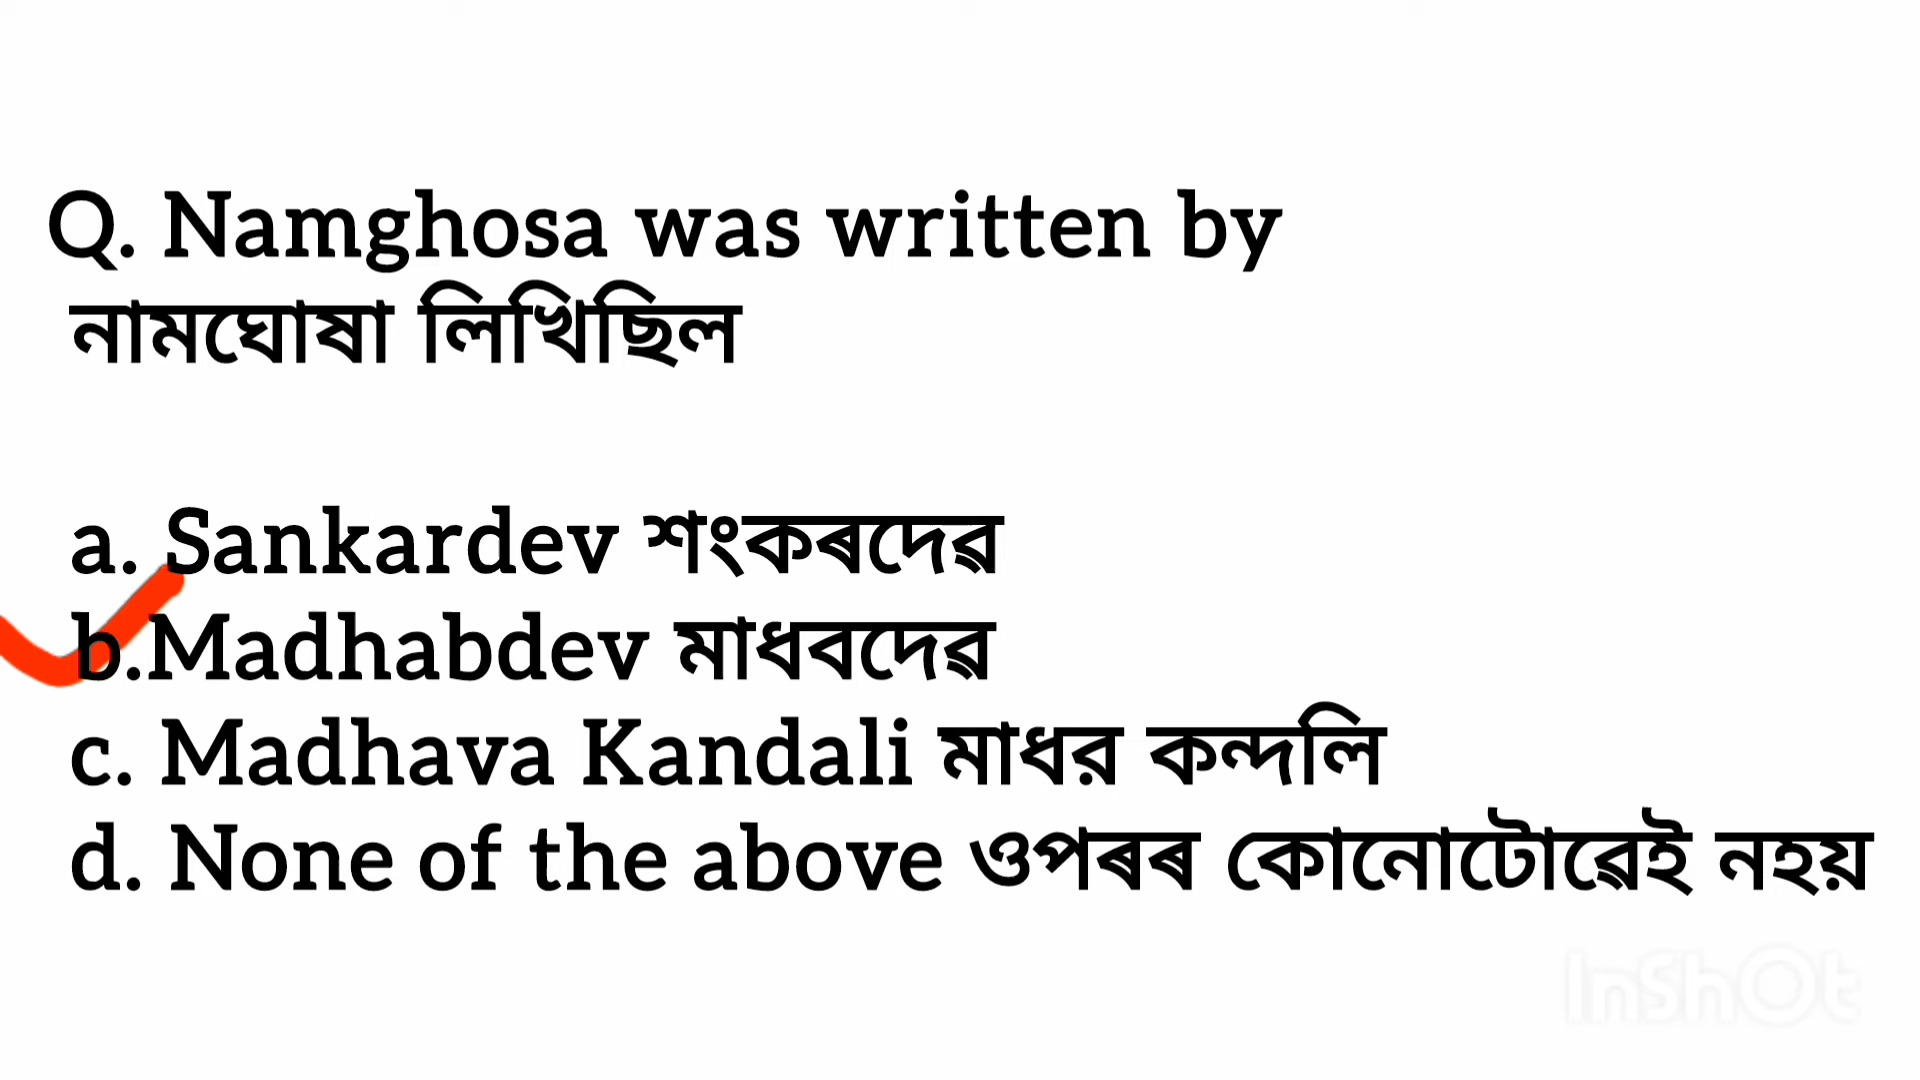 Q. Namghosa was written by
নামঘোষা লিখিছিল
a. Sankardev শংকৰদেৱ
b.Madhabdev মাধবদেৱ
c. Madhava Kandali মাধর কন্দলি
d. None of the above ওপৰৰ কোনোটোৱেই নহয়
InShOt